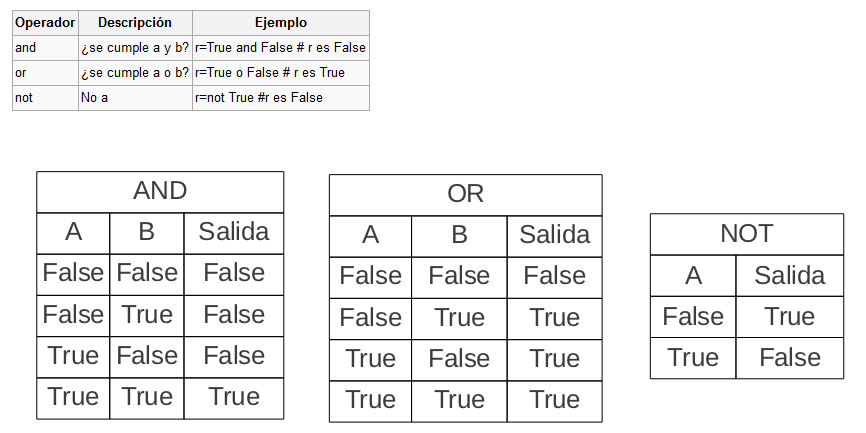 Operador Descripción Ejemplo
and ¿se cumple a y b? r=True and False # r es False
or ¿se cumple a o b? r=True o False # r es True
not No a r=not True #r es False
AND
A B Salida
False False False
False True False
True False False
True True True
OR
A B Salida
False False False
False True True
True False True
True True True
NOT
A Salida
False True
True False